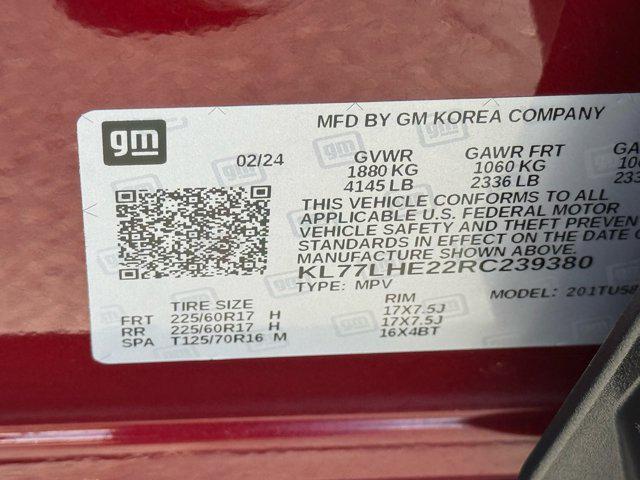 gm
MFD BY GM KOREA COMPANY
02/24
GVWR GAWR FRT
1880 KG 1060 KG
4145 LB 2336 LB
THIS VEHICLE CONFORMS TO ALL
APPLICABLE U.S. FEDERAL MOTOR
VEHICLE SAFETY AND THEFT PREVENT
STANDARDS IN EFFECT ON THE DATE O
MANUFACTURE SHOWN ABOVE.
KL77LHE22RC239380
TYPE: MPV MODEL: 201TU58
TIRE SIZE RIM
FRT 225/60R17 H 17X7.5J
RR 225/60R17 H 17X7.5J
SPA T125/70R16 M 16X4BT